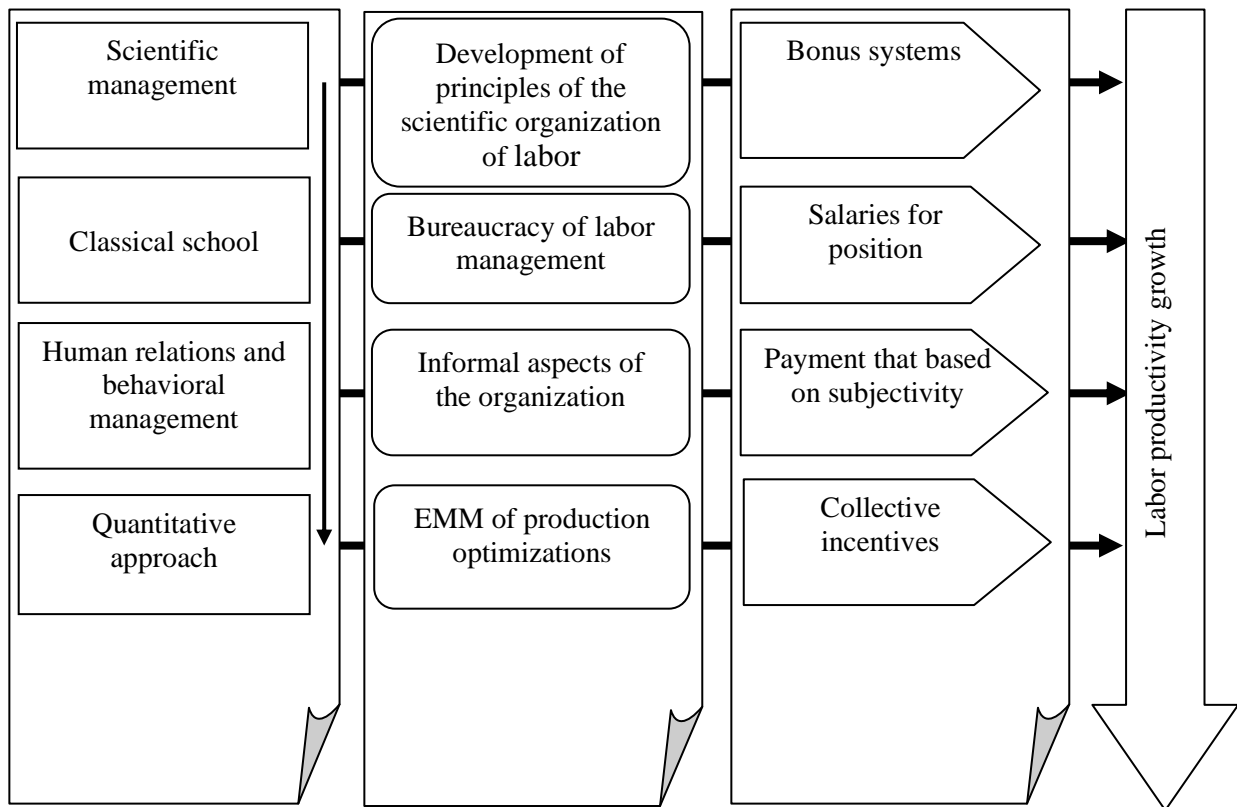 Scientific
management
Development of
principles of the
scientific organization
of labor
Bonus systems
Classical school
Bureaucracy of labor
management
Salaries for
position
Human relations and
behavioral
management
Informal aspects of
the organization
Payment that based
on subjectivity
Quantitative
approach
EMM of production
optimizations
Collective
incentives
Labor productivity growth